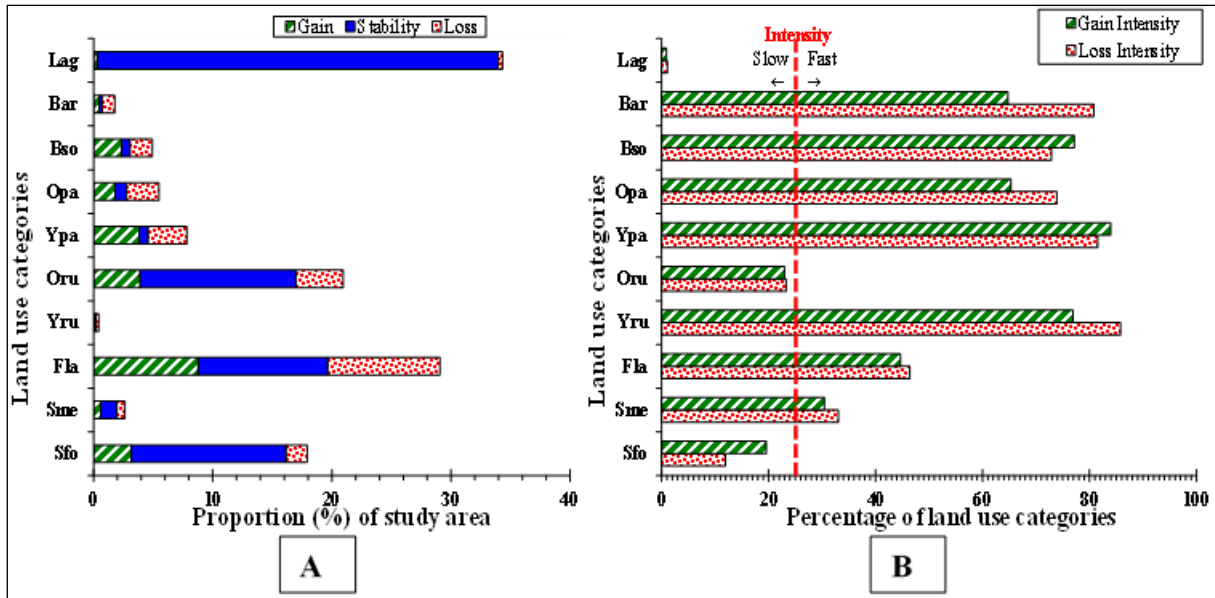 Gain Stability Loss
Lag
Bar
Bso
Opa
Ypa
Oru
Yru
Fla
Sme
Sfo
Land use categories
0 10 20 30 40
Proportion (%) of study area
A
Gain Intensity
Loss Intensity
Intensity
Slow Fast
← →
Lag
Bar
Bso
Opa
Ypa
Oru
Yru
Fla
Sme
Sfo
Land use categories
0 20 40 60 80 100
Percentage of land use categories
B